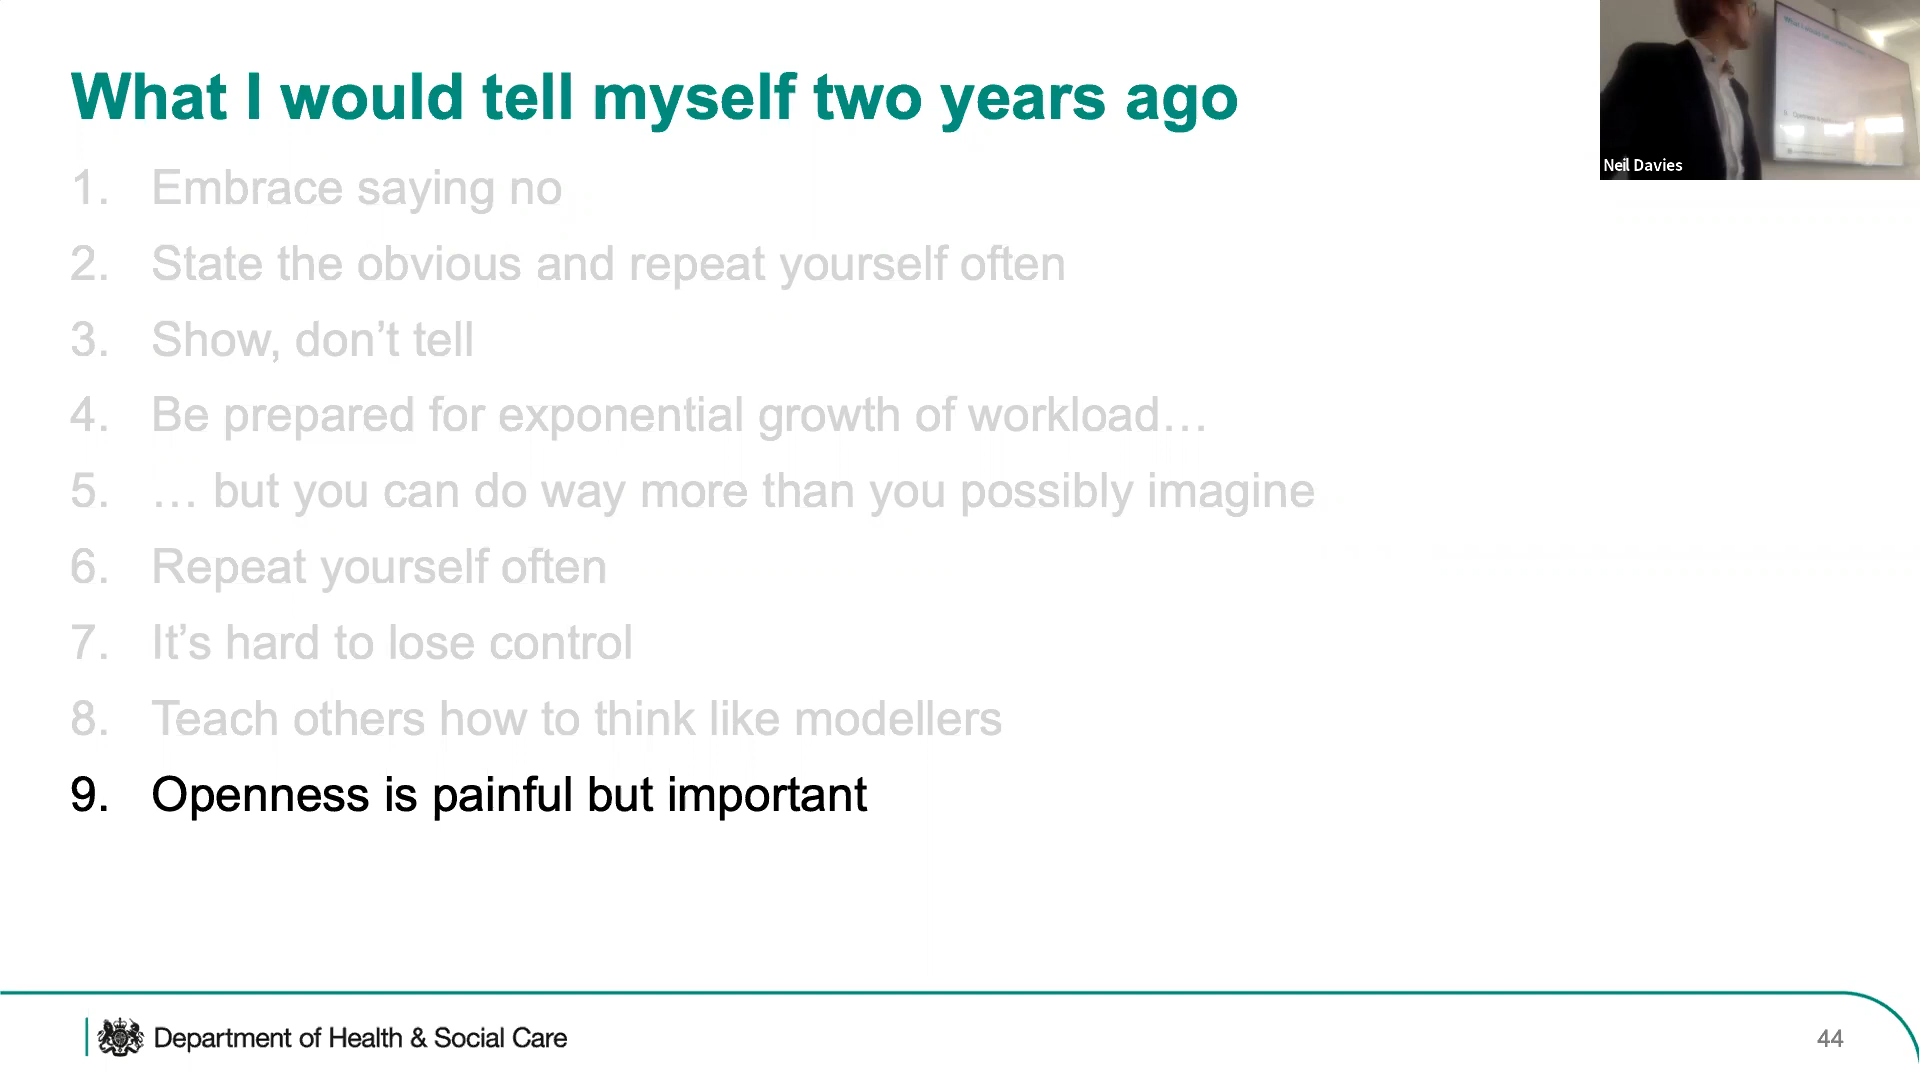 What I would tell myself two years ago
1. Embrace saying no
2. State the obvious and repeat yourself often
3. Show, don’t tell
4. Be prepared for exponential growth of workload…
5. … but you can do way more than you possibly imagine
6. Repeat yourself often
7. It’s hard to lose control
8. Teach others how to think like modellers
9. Openness is painful but important
Neil Davies
Department of Health & Social Care
44